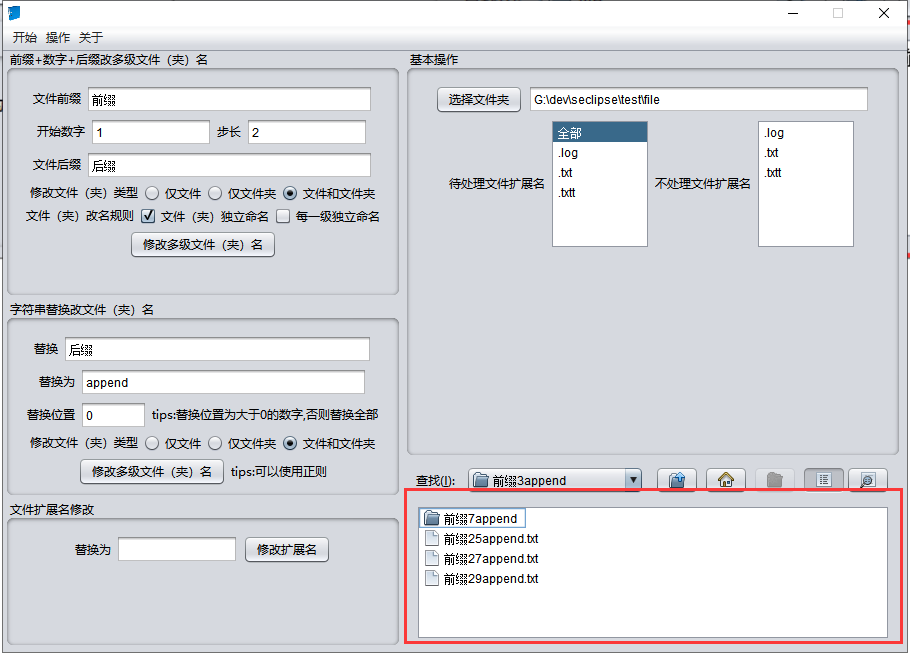 开始 操作 关于
前缀+数字+后缀改多级文件（夹）名
文件前缀 前缀
开始数字 1 步长 2
文件后缀 后缀
修改文件（夹）类型 仅文件 仅文件夹 文件和文件夹
文件（夹）改名规则 文件（夹）独立命名 每一级独立命名
修改多级文件（夹）名
字符串替换改文件（夹）名
替换 后缀
替换为 append
替换位置 0 tips:替换位置为大于0的数字,否则替换全部
修改文件（夹）类型 仅文件 仅文件夹 文件和文件夹
修改多级文件（夹）名 tips:可以使用正则
文件扩展名修改
替换为 修改扩展名
基本操作
选择文件夹 G:\dev\seclipse\test\file
待处理文件扩展名
全部
.log
.txt
.txtt
不处理文件扩展名
.log
.txt
.txtt
查找(I): 前缀3append
前缀7append
前缀25append.txt
前缀27append.txt
前缀29append.txt